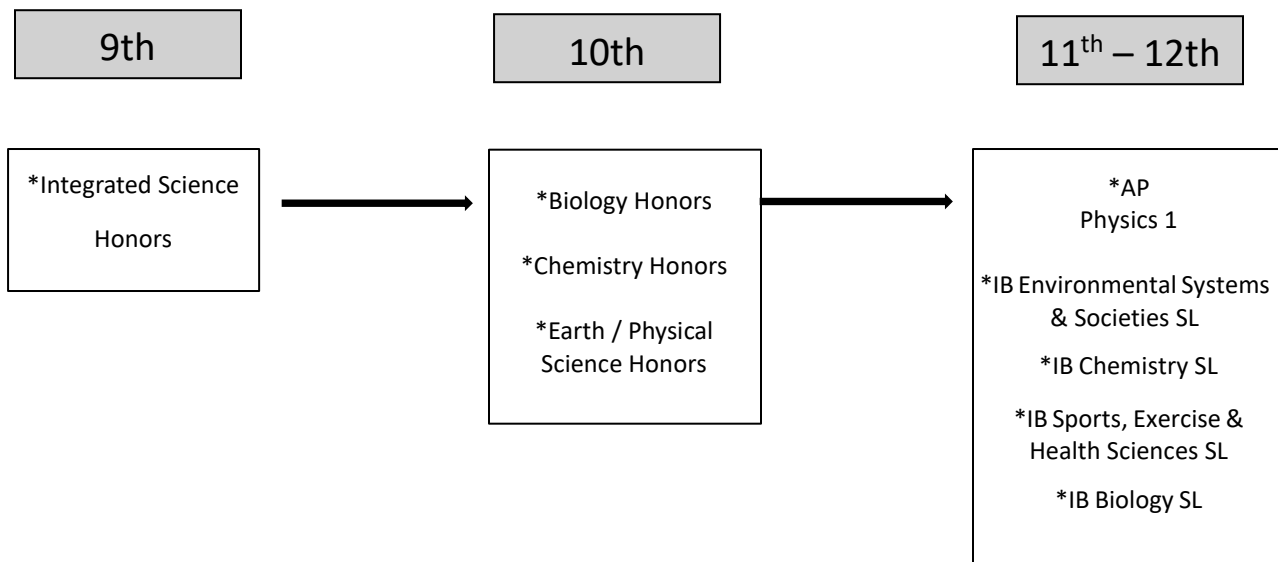 9th
10th
11th – 12th
*Integrated Science
Honors
*Biology Honors
*Chemistry Honors
*Earth / Physical
Science Honors
*AP
Physics 1
*IB Environmental Systems
& Societies SL
*IB Chemistry SL
*IB Sports, Exercise &
Health Sciences SL
*IB Biology SL